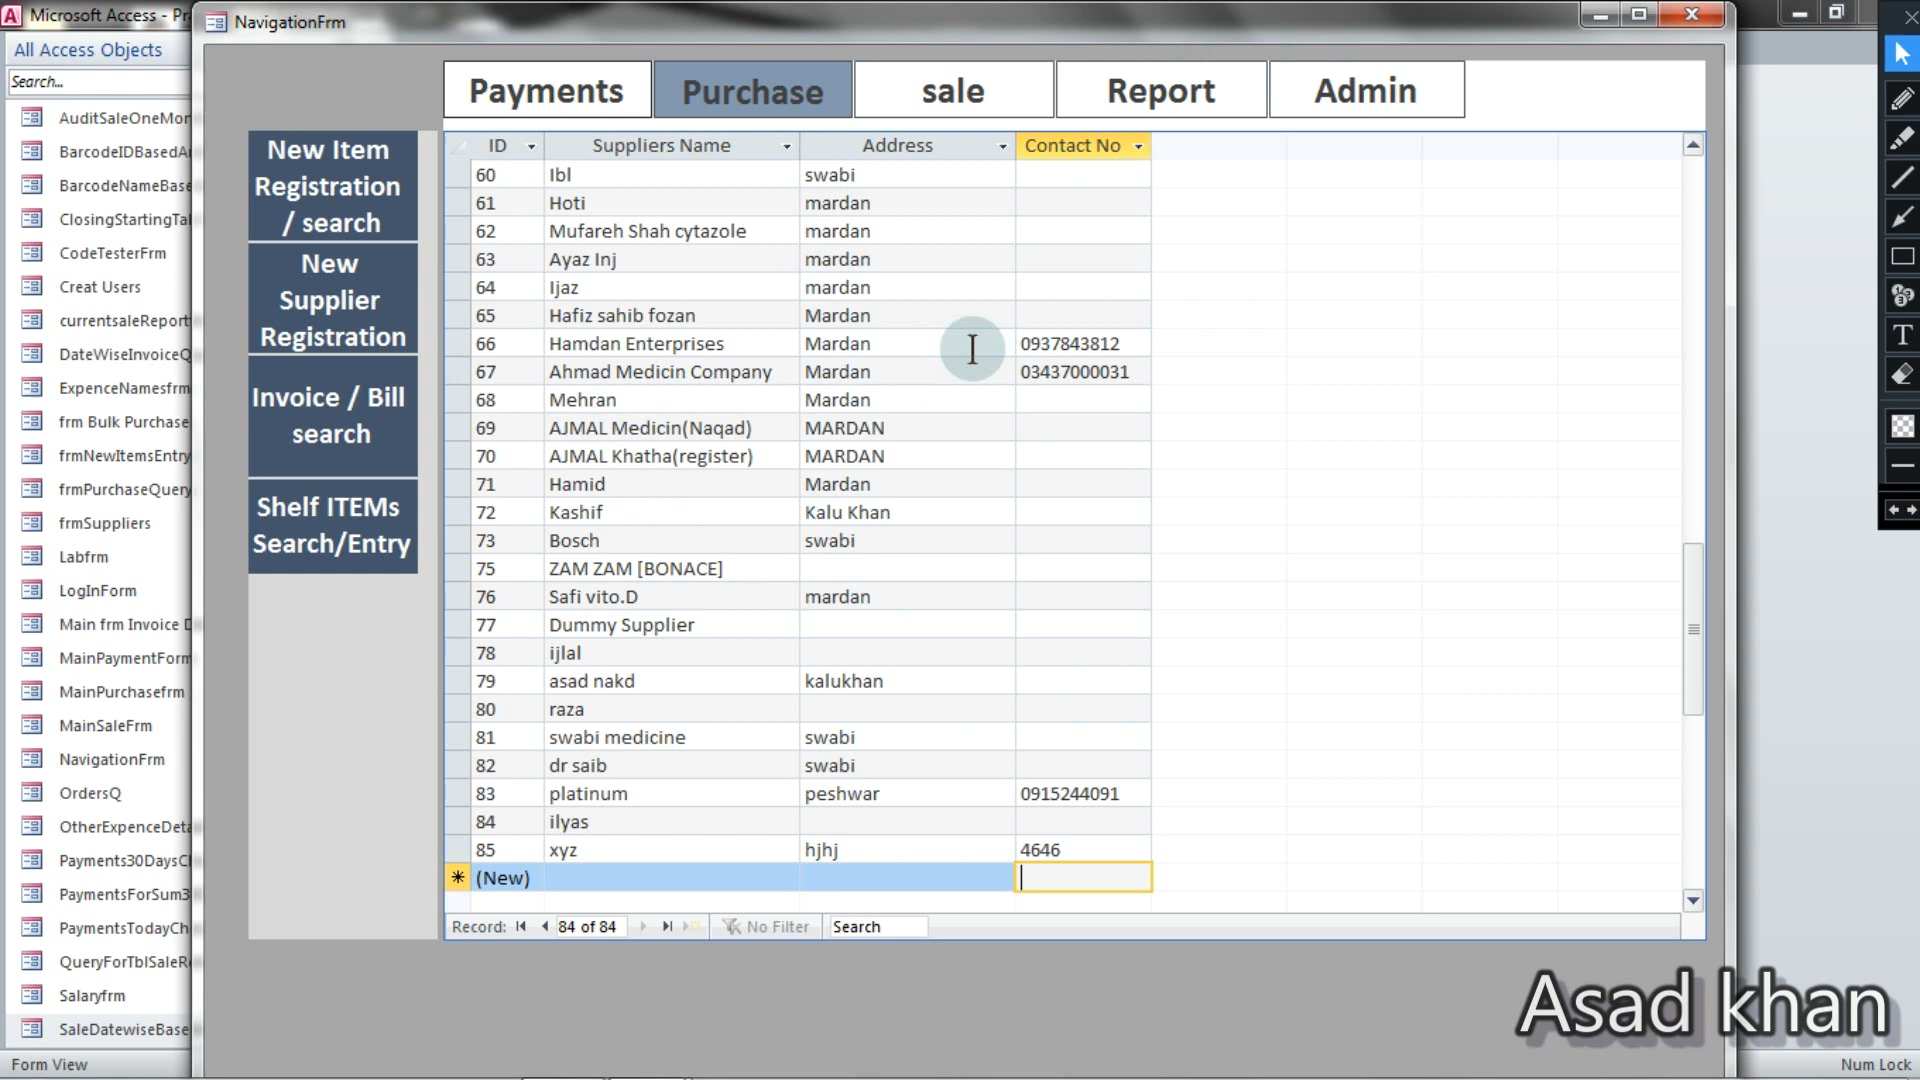 Microsoft Access - Pr
NavigationFrm
All Access Objects
Search...
AuditSaleOneMon
BarcodeIDBasedAr
BarcodeNameBase
ClosingStartingTal
CodeTesterFrm
Creat Users
currentsaleReport
DateWiseInvoiceQ
ExpenceNamesfrm
frm Bulk Purchase
frmNewItemsEntry
frmPurchaseQuery
frmSuppliers
Labfrm
LogInForm
Main frm Invoice D
MainPaymentForm
MainPurchasefrm
MainSaleFrm
NavigationFrm
OrdersQ
OtherExpenceDeta
Payments30DaysCl
PaymentsForSum3
PaymentsTodayCh
QueryForTblSaleRe
Salaryfrm
SaleDatewiseBase
Payments Purchase sale Report Admin
New Item
Registration
/ search
New
Supplier
Registration
Invoice / Bill
search
Shelf ITEMs
Search/Entry
ID Suppliers Name Address Contact No
60 Ibl swabi
61 Hoti mardan
62 Mufareh Shah cytazole mardan
63 Ayaz Inj mardan
64 Ijaz mardan
65 Hafiz sahib fozan Mardan
66 Hamdan Enterprises Mardan 0937843812
67 Ahmad Medicin Company Mardan 03437000031
68 Mehran Mardan
69 AJMAL Medicin(Naqad) MARDAN
70 AJMAL Khatha(register) MARDAN
71 Hamid Mardan
72 Kashif Kalu Khan
73 Bosch swabi
75 ZAM ZAM [BONACE]
76 Safi vito.D mardan
77 Dummy Supplier
78 ijlal
79 asad nakd kalukhan
80 raza
81 swabi medicine swabi
82 dr saib swabi
83 platinum peshwar 0915244091
84 ilyas
85 xyz hjhj 4646
* (New)
Record: 84 of 84 No Filter Search
Asad khan
Form View
Num Lock